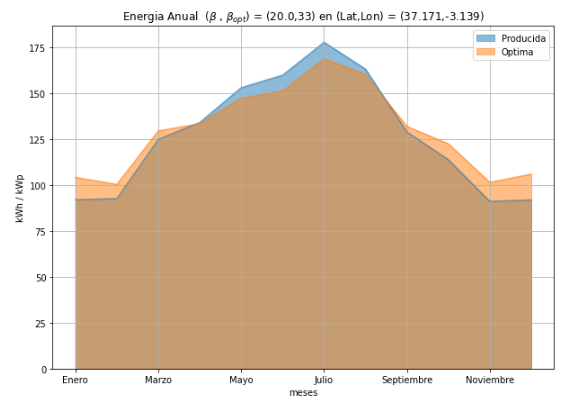 Energia Anual (β , βopt) = (20.0,33) en (Lat,Lon) = (37.171,-3.139)
Producida
Optima
175
150
125
100
75
50
25
0
kWh / kWp
Enero Marzo Mayo Julio Septiembre Noviembre
meses